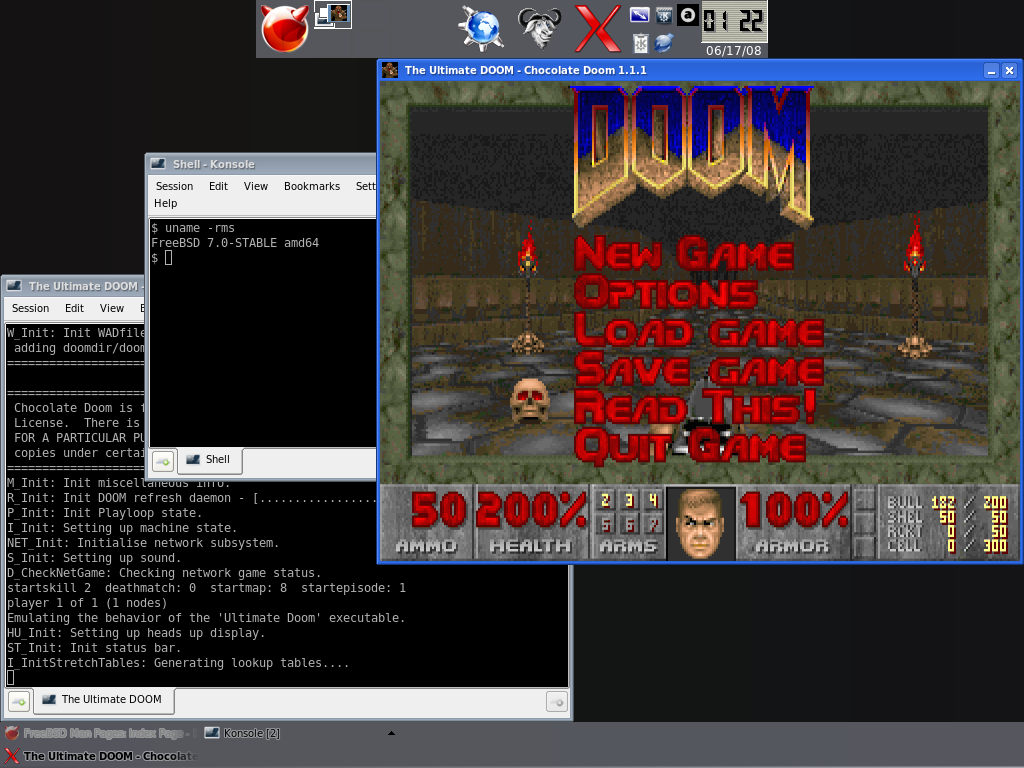 01 22
06/17/08
The Ultimate DOOM - Chocolate Doom 1.1.1
DOOM
New Game
Options
Load Game
Save Game
Read This!
Quit Game
50 200% 2 3 4 100% BULL 182 / 200
5 6 7 SHEL 50 / 50
RCKT 0 / 50
AMMO HEALTH ARMS ARMOR CELL 0 / 300
Shell - Konsole
Session Edit View Bookmarks Sett
Help
$ uname -rms
FreeBSD 7.0-STABLE amd64
$
Shell
The Ultimate DOOM -
Session Edit View B
W_Init: Init WADfile
adding doomdir/doom
====================
====================
Chocolate Doom is f
License. There is
FOR A PARTICULAR PU
copies under certai
====================
M_Init: Init miscellaneous info.
R_Init: Init DOOM refresh daemon - [.................
P_Init: Init Playloop state.
I_Init: Setting up machine state.
NET_Init: Initialise network subsystem.
S_Init: Setting up sound.
D_CheckNetGame: Checking network game status.
startskill 2 deathmatch: 0 startmap: 8 startepisode: 1
player 1 of 1 (1 nodes)
Emulating the behavior of the 'Ultimate Doom' executable.
HU_Init: Setting up heads up display.
ST_Init: Init status bar.
I_InitStretchTables: Generating lookup tables....
The Ultimate DOOM
FreeBSD Man Pages: Index Page - Konsole [2]
The Ultimate DOOM - Chocolate